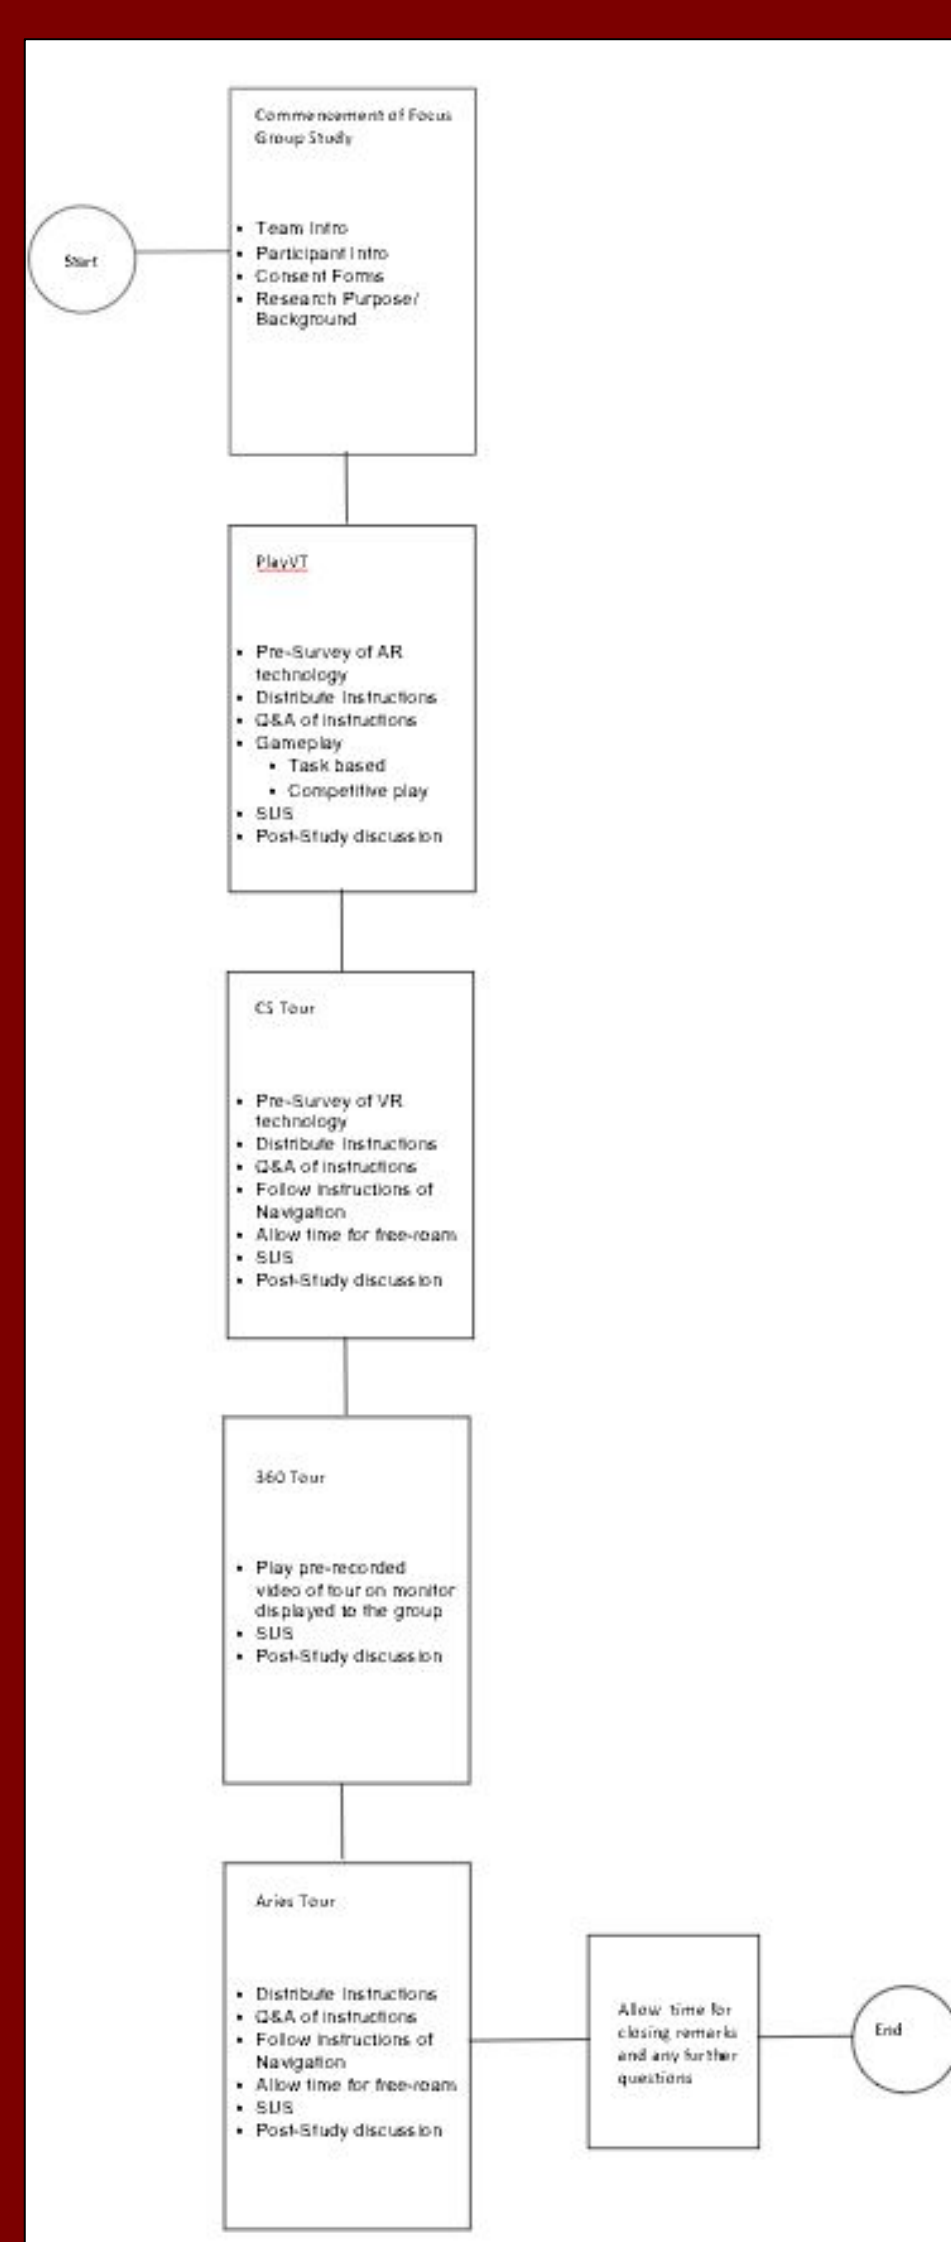 Start
Commencement of Focus
Group Study
• Team Intro
• Participant Intro
• Consent Forms
• Research Purpose/
Background
PlayVT
• Pre-Survey of AR
technology
• Distribute Instructions
• Q&A of instructions
• Gameplay
• Task based
• Competitive play
• SUS
• Post-Study discussion
CS Tour
• Pre-Survey of VR
technology
• Distribute Instructions
• Q&A of instructions
• Follow instructions of
Navigation
• Allow time for free-roam
• SUS
• Post-Study discussion
360 Tour
• Play pre-recorded
video of tour on monitor
displayed to the group
• SUS
• Post-Study discussion
Aries Tour
• Distribute Instructions
• Q&A of instructions
• Follow instructions of
Navigation
• Allow time for free-roam
• SUS
• Post-Study discussion
Allow time for
closing remarks
and any further
questions
End